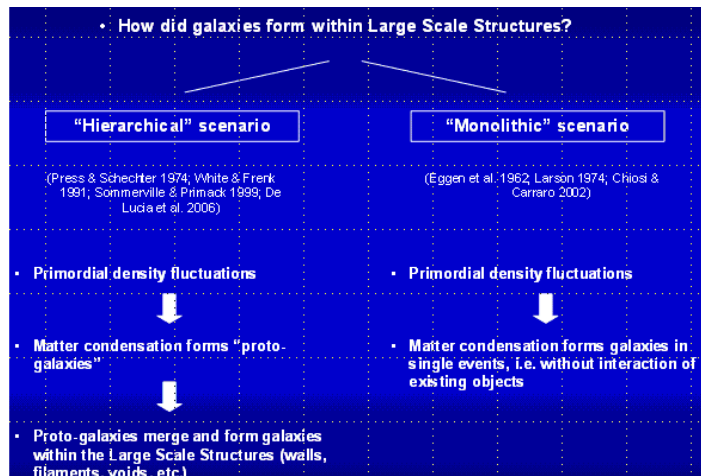 • How did galaxies form within Large Scale Structures?
“Hierarchical” scenario
(Press & Schechter 1974; White & Frenk
1991; Sommerville & Primack 1999; De
Lucia et al. 2006)
• Primordial density fluctuations
• Matter condensation forms “proto-
galaxies”
• Proto-galaxies merge and form galaxies
within the Large Scale Structures (walls,
filaments, voids, etc.)
“Monolithic” scenario
(Eggen et al. 1962; Larson 1974; Chiosi &
Carraro 2002)
• Primordial density fluctuations
• Matter condensation forms galaxies in
single events, i.e. without interaction of
existing objects